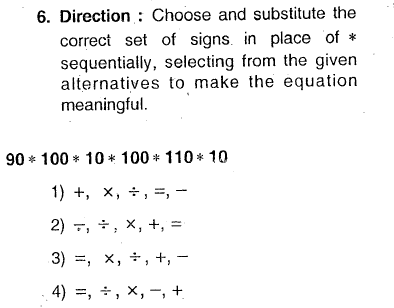 6. Direction : Choose and substitute the
correct set of signs in place of *
sequentially, selecting from the given
alternatives to make the equation
meaningful.
90 * 100 * 10 * 100 * 110 * 10
1) +, ×, ÷, =, −
2) −, ÷, ×, +, =
3) =, ×, ÷, +, −
4) =, ÷, ×, −, +